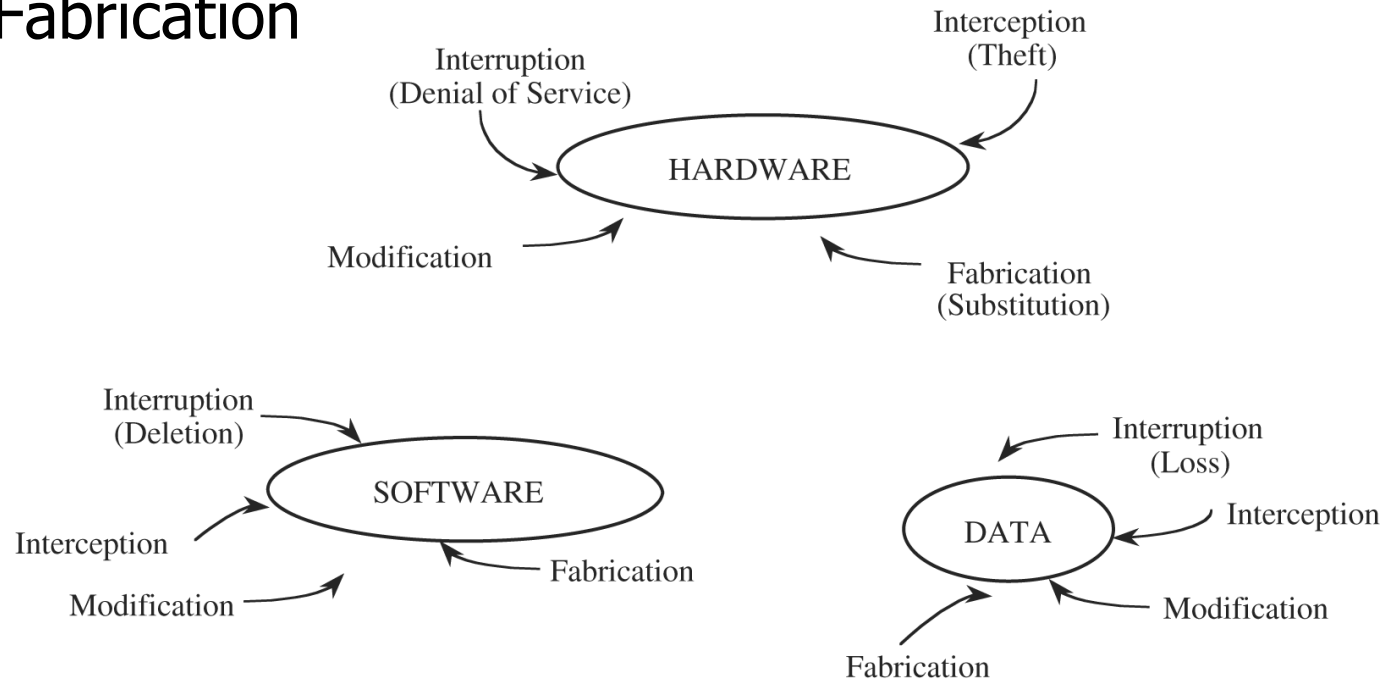 Fabrication
Interruption
(Denial of Service)
Interception
(Theft)
HARDWARE
Modification
Fabrication
(Substitution)
Interruption
(Deletion)
SOFTWARE
Interception
Modification
Fabrication
Interruption
(Loss)
Interception
DATA
Modification
Fabrication